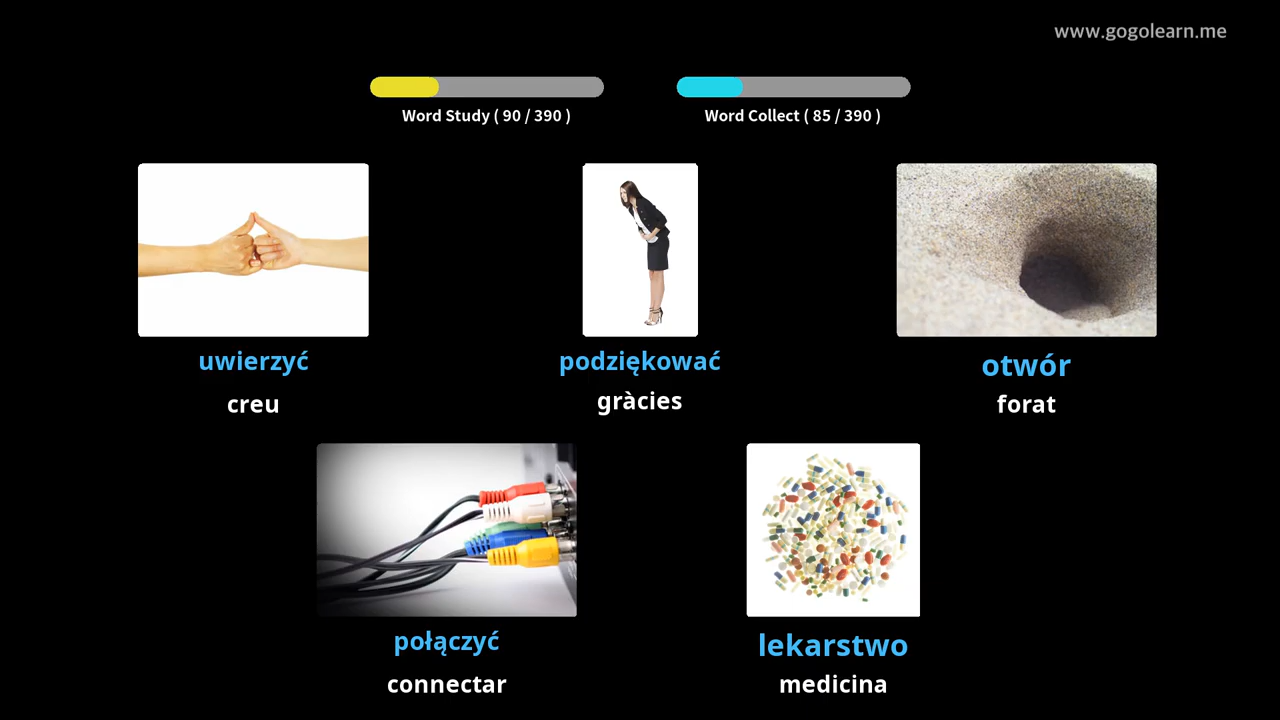 www.gogolearn.me
Word Study ( 90 / 390 )
Word Collect ( 85 / 390 )
uwierzyć
creu
podziękować
gràcies
otwór
forat
połączyć
connectar
lekarstwo
medicina